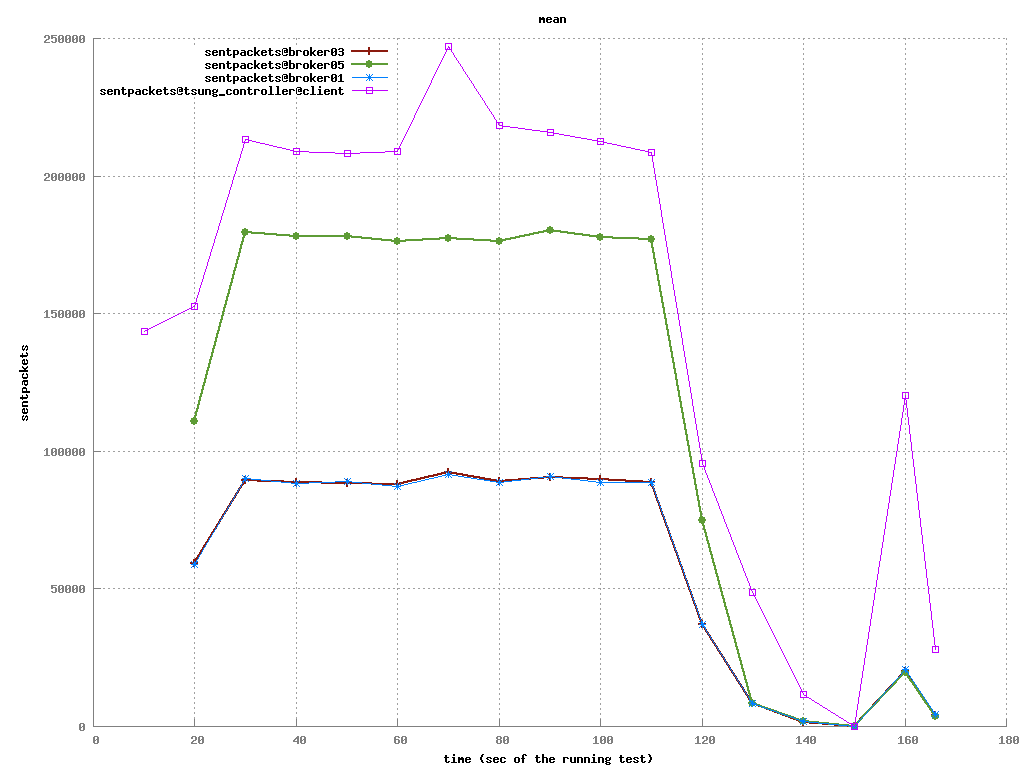 mean
250000
200000
150000
100000
50000
0
sentpackets
sentpackets@broker03
sentpackets@broker05
sentpackets@broker01
sentpackets@tsung_controller@client
0 20 40 60 80 100 120 140 160 180
time (sec of the running test)